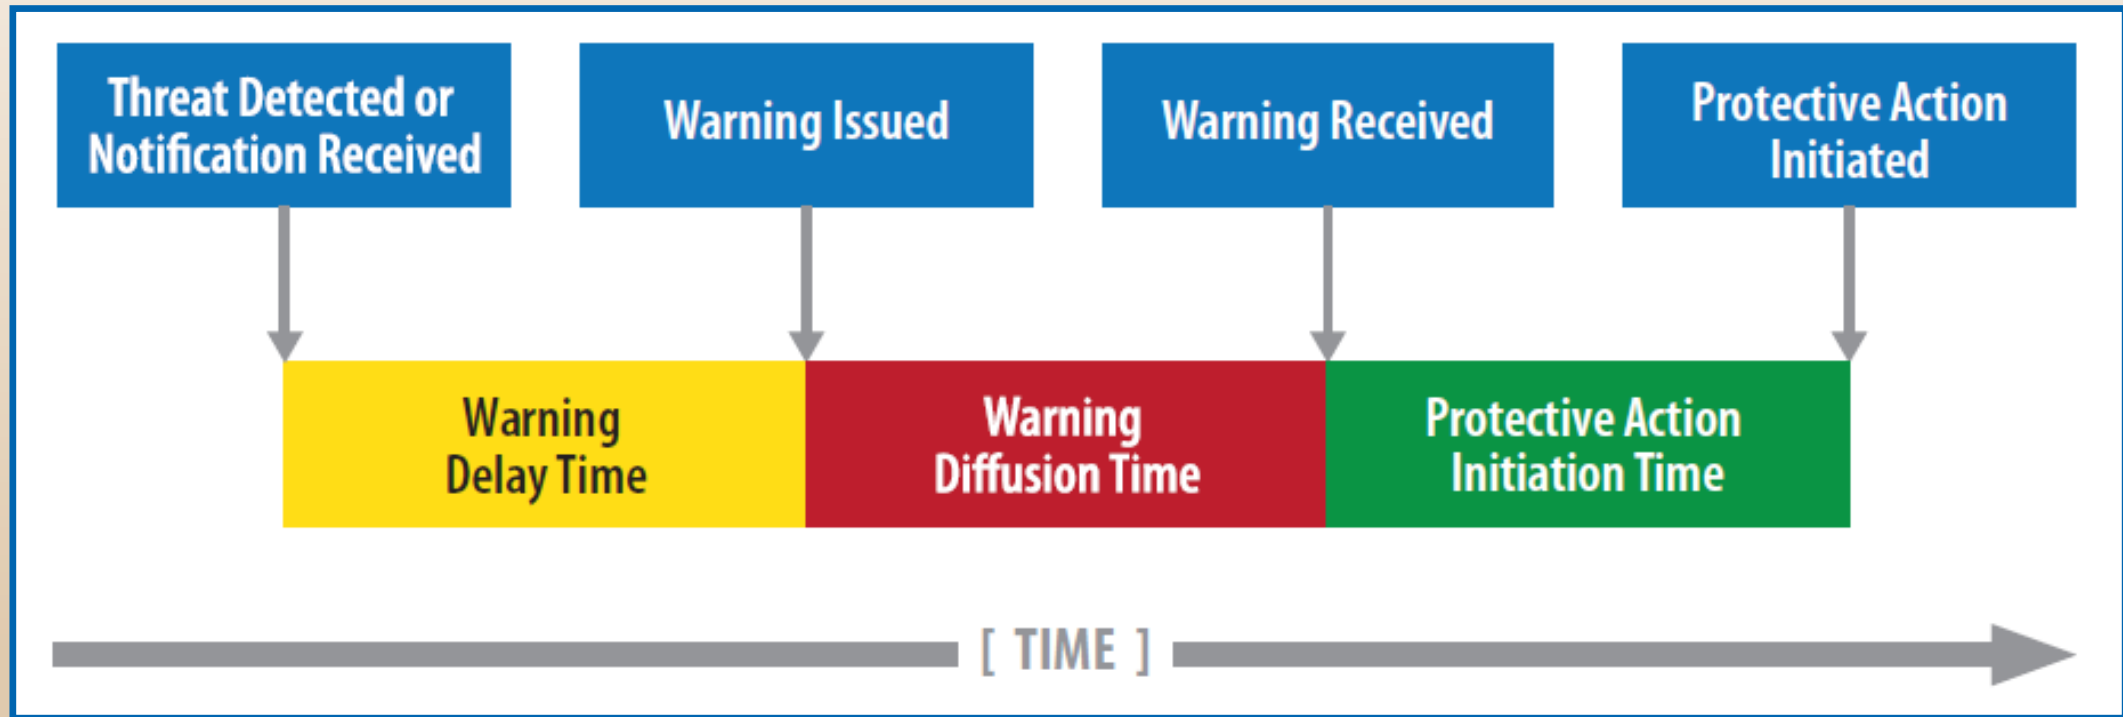 Threat Detected or
Notification Received
Warning Issued
Warning Received
Protective Action
Initiated
Warning
Delay Time
Warning
Diffusion Time
Protective Action
Initiation Time
[ TIME ]